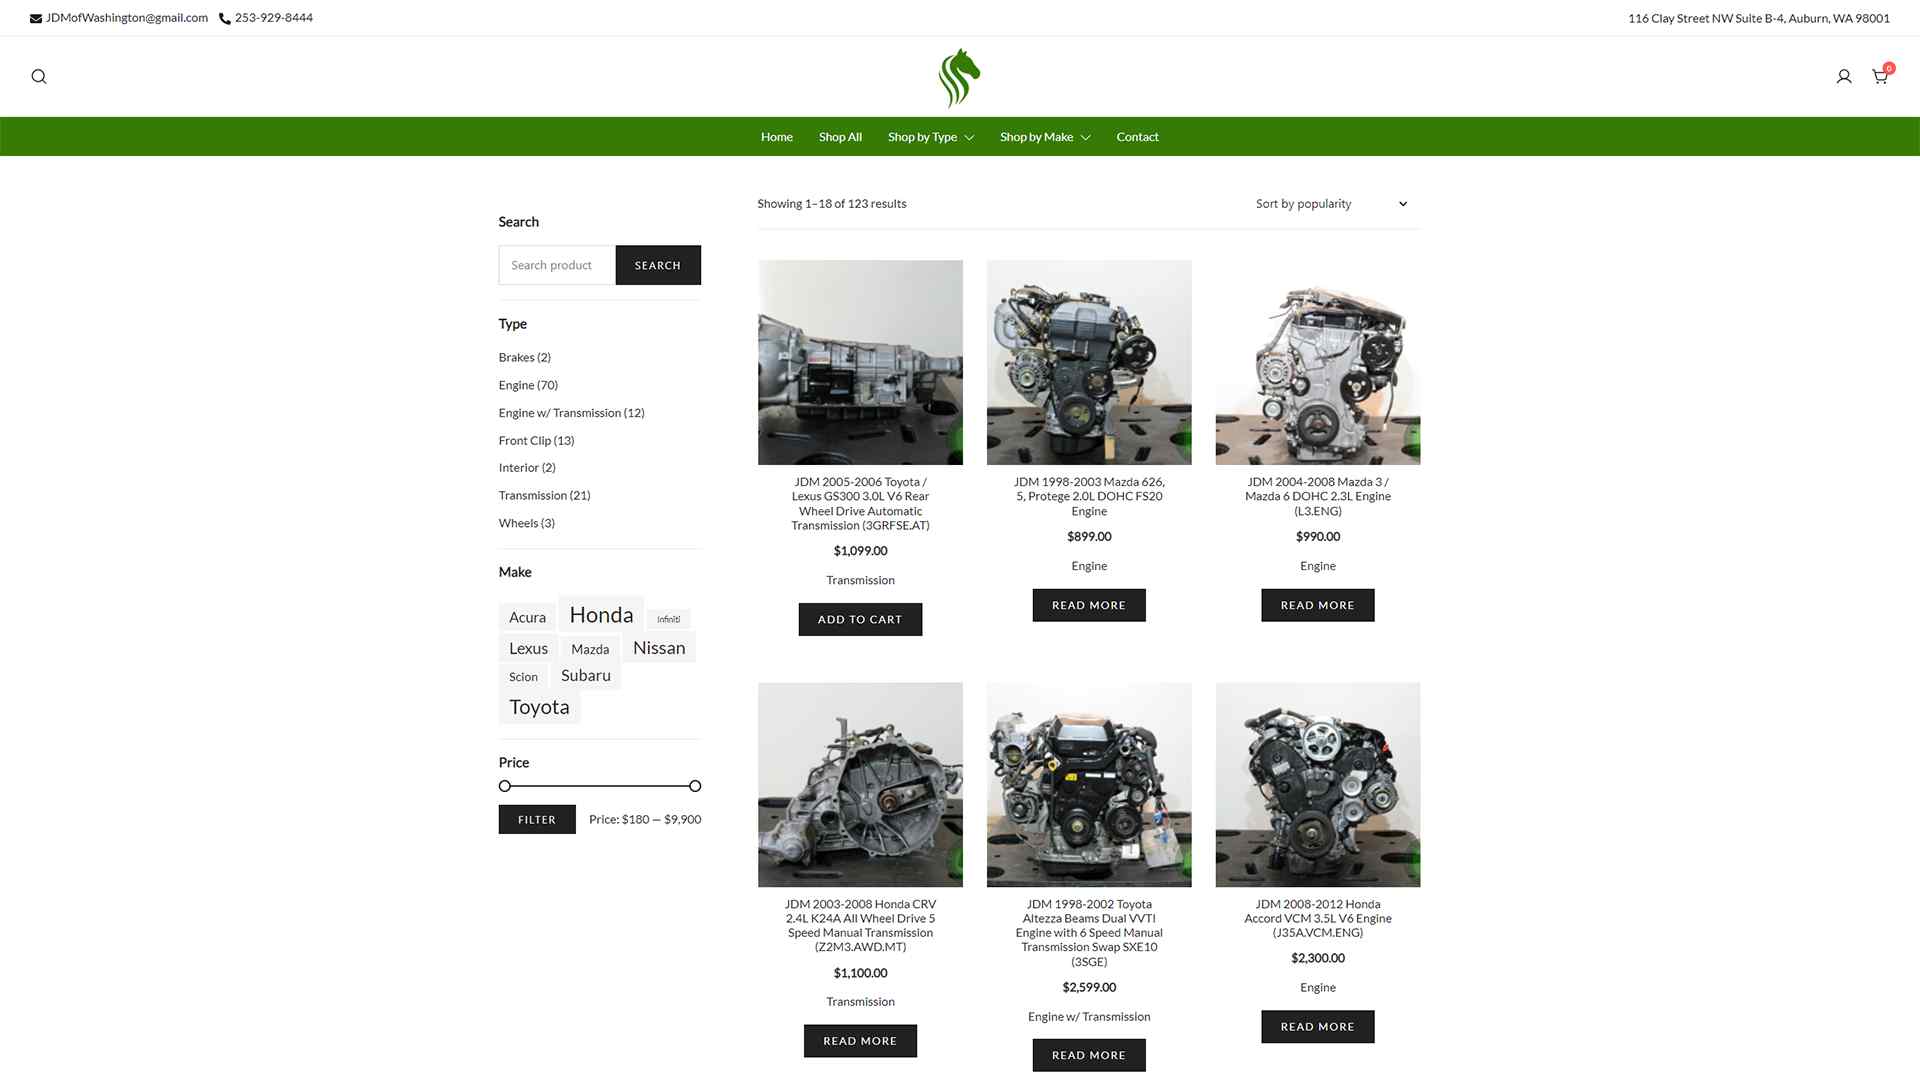 JDMofWashington@gmail.com 253-929-8444
116 Clay Street NW Suite B-4, Auburn, WA 98001
0
Home Shop All Shop by Type Shop by Make Contact
Search
Search product SEARCH
Type
Brakes (2)
Engine (70)
Engine w/ Transmission (12)
Front Clip (13)
Interior (2)
Transmission (21)
Wheels (3)
Make
Acura Honda Infiniti
Lexus Mazda Nissan
Scion Subaru
Toyota
Price
FILTER Price: $180 — $9,900
Showing 1–18 of 123 results
Sort by popularity
JDM 2005-2006 Toyota /
Lexus GS300 3.0L V6 Rear
Wheel Drive Automatic
Transmission (3GRFSE.AT)
$1,099.00
Transmission
ADD TO CART
JDM 1998-2003 Mazda 626,
5, Protege 2.0L DOHC FS20
Engine
$899.00
Engine
READ MORE
JDM 2004-2008 Mazda 3 /
Mazda 6 DOHC 2.3L Engine
(L3.ENG)
$990.00
Engine
READ MORE
JDM 2003-2008 Honda CRV
2.4L K24A All Wheel Drive 5
Speed Manual Transmission
(Z2M3.AWD.MT)
$1,100.00
Transmission
READ MORE
JDM 1998-2002 Toyota
Altezza Beams Dual VVTI
Engine with 6 Speed Manual
Transmission Swap SXE10
(3SGE)
$2,599.00
Engine w/ Transmission
READ MORE
JDM 2008-2012 Honda
Accord VCM 3.5L V6 Engine
(J35A.VCM.ENG)
$2,300.00
Engine
READ MORE